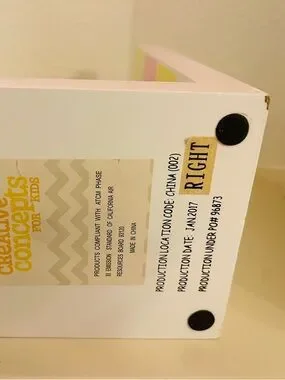 CREATIVE
concepts
FOR KIDS
PRODUCTS COMPLIANT WITH ATCM PHASE
III EMISSION STANDARD OF CALIFORNIA AIR
RESOURCES BOARD 93120
MADE IN CHINA
PRODUCTION LOCATION CODE: CHINA (002)
RIGHT
PRODUCTION DATE: JAN 2017
PRODUCTION UNDER PO# 96873